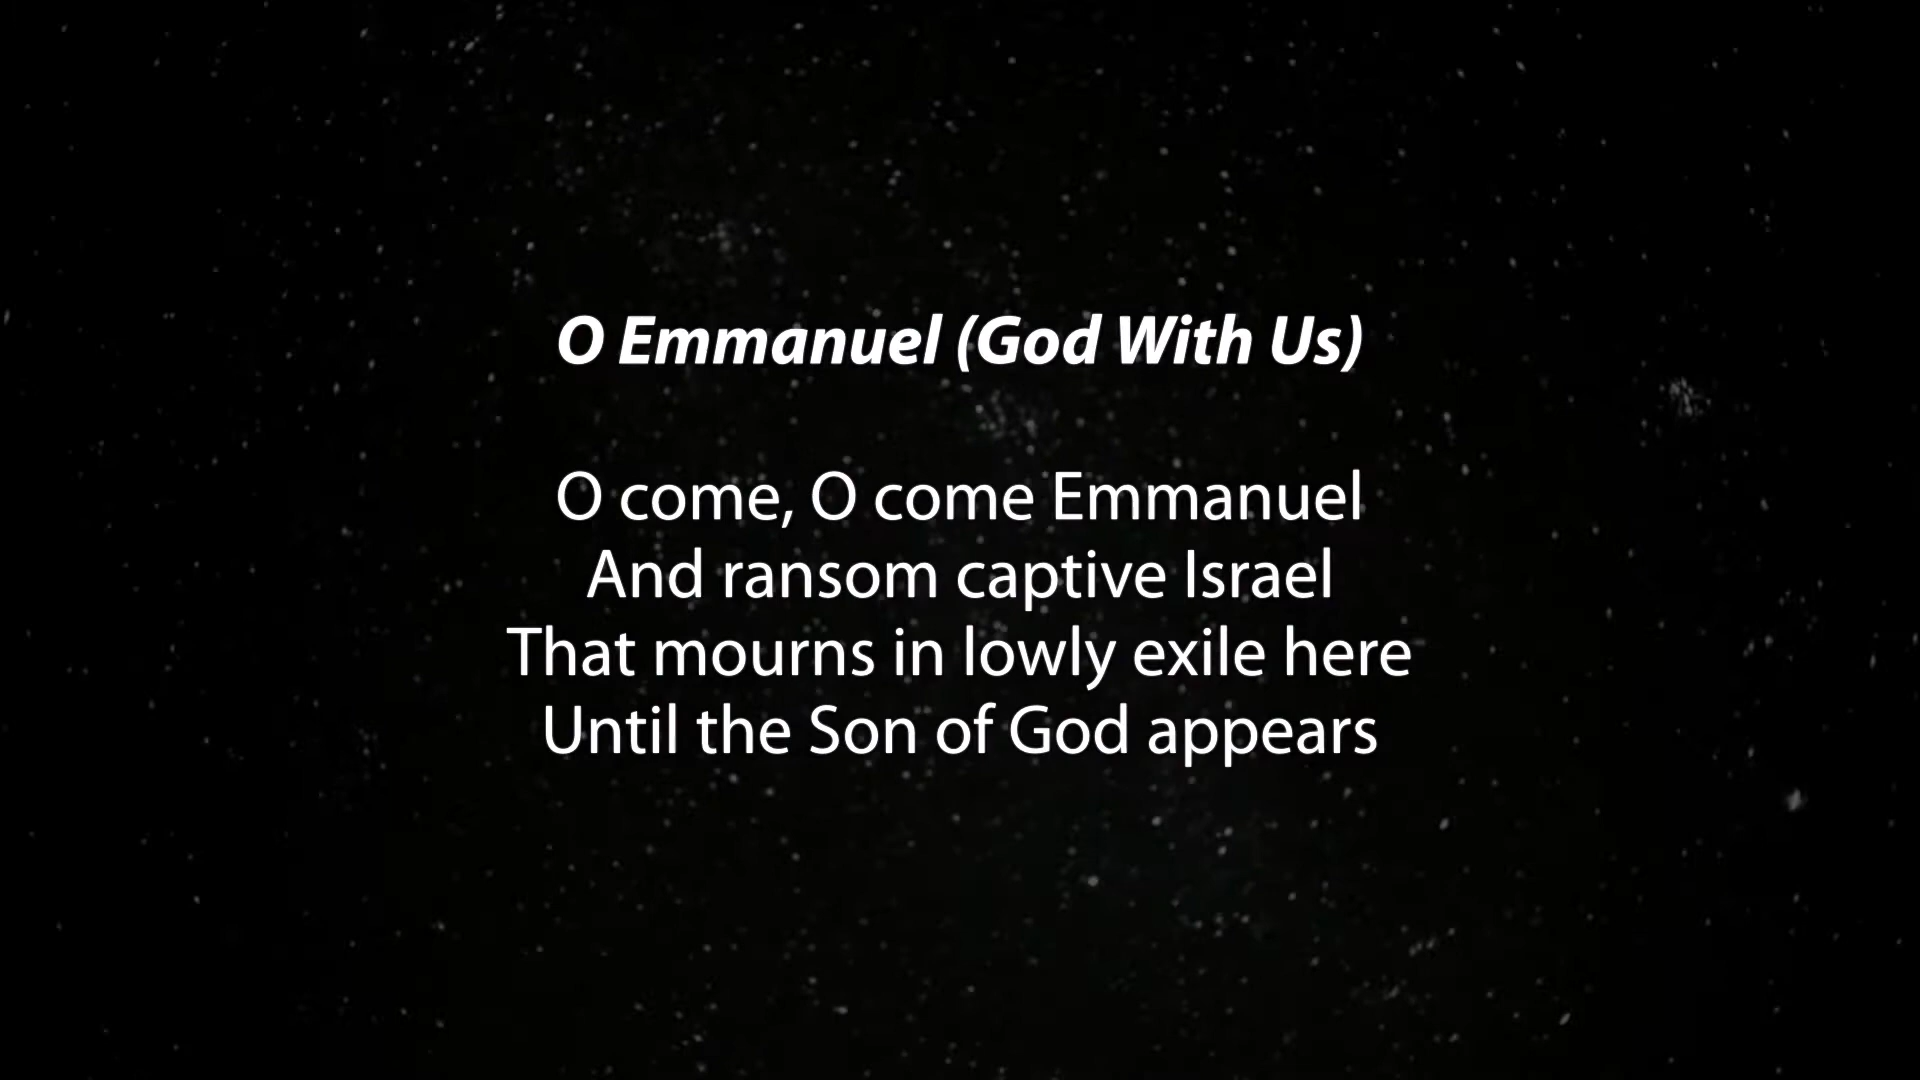 O Emmanuel (God With Us)
O come, O come Emmanuel
And ransom captive Israel
That mourns in lowly exile here
Until the Son of God appears